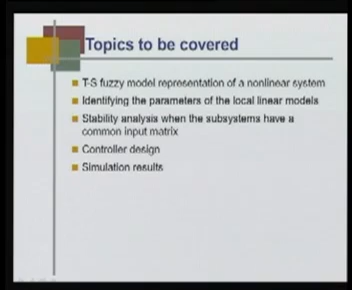 Topics to be covered
T-S fuzzy model representation of a nonlinear system
Identifying the parameters of the local linear models
Stability analysis when the subsystems have a
common input matrix
Controller design
Simulation results